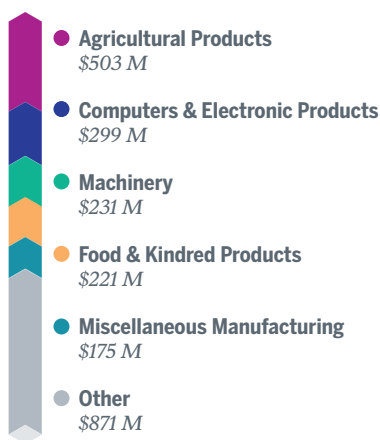 Agricultural Products
$503 M
Computers & Electronic Products
$299 M
Machinery
$231 M
Food & Kindred Products
$221 M
Miscellaneous Manufacturing
$175 M
Other
$871 M